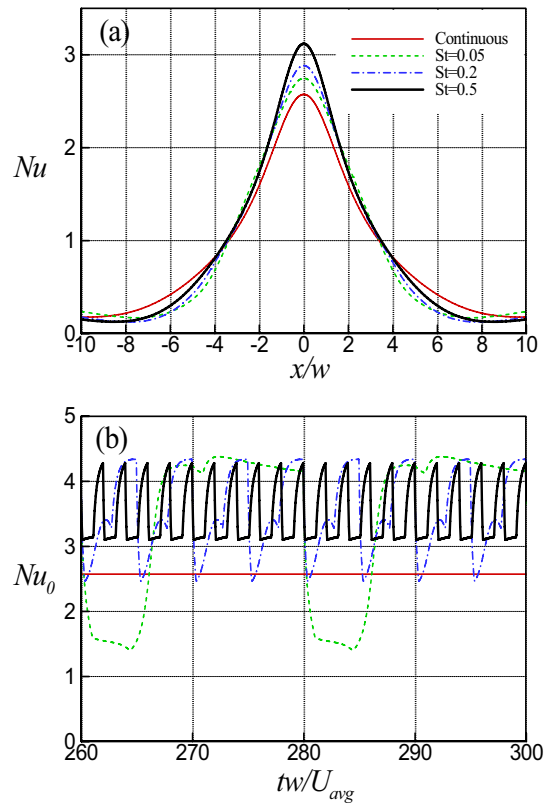 (a)
Continuous
St=0.05
St=0.2
St=0.5
Nu
3
2
1
0
-10 -8 -6 -4 -2 0 2 4 6 8 10
x/w
(b)
Nu0
5
4
3
2
1
0
260 270 280 290 300
tw/Uavg